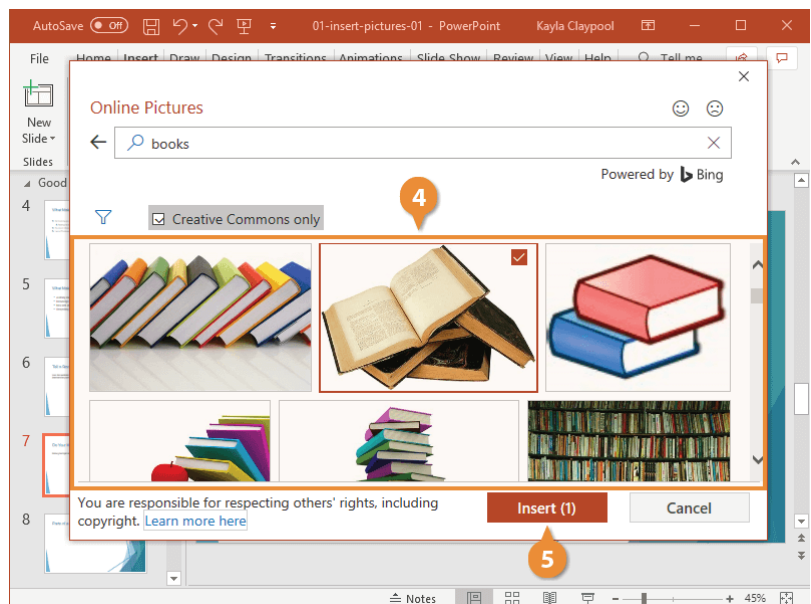 AutoSave Off 01-insert-pictures-01 - PowerPoint Kayla Claypool
File Home Insert Draw Design Transitions Animations Slide Show Review View Help Tell me
New
Slide
Slides
Online Pictures
books
Powered by Bing
Good
4
4
Creative Commons only
5
6
7
8
You are responsible for respecting others' rights, including
copyright. Learn more here
Insert (1)
Cancel
5
Notes
45%